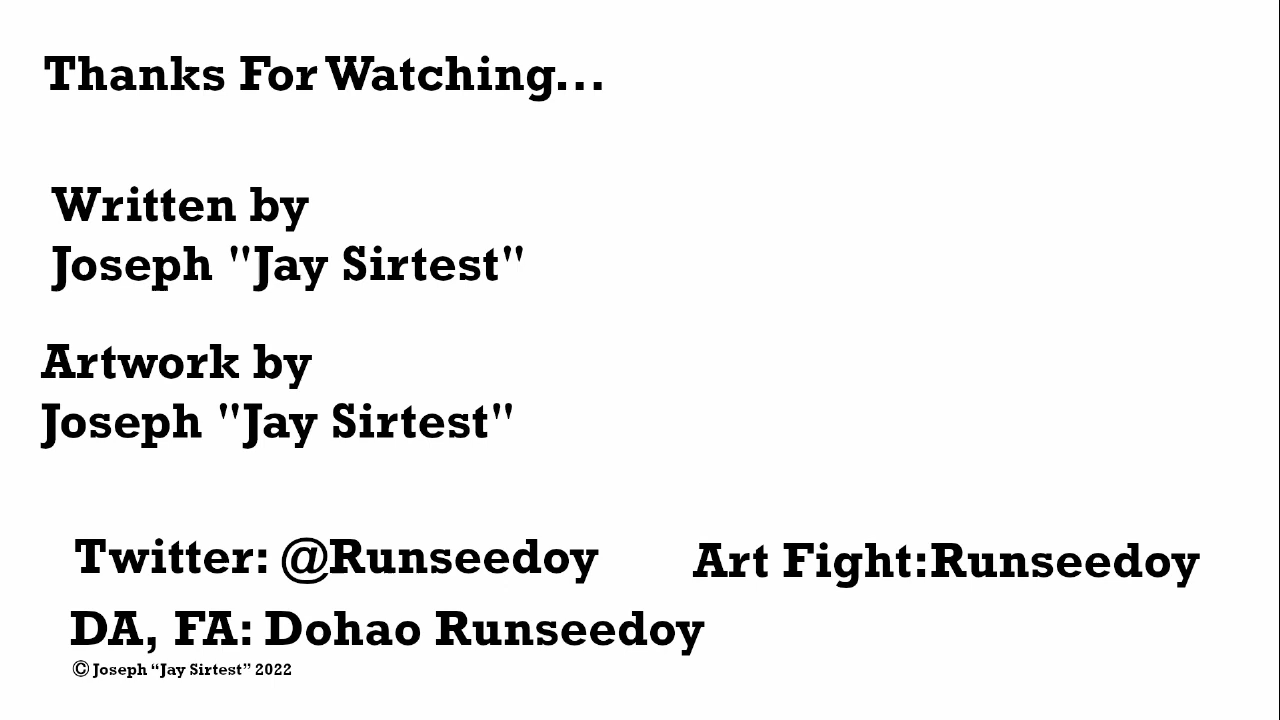 Thanks For Watching...
Written by
Joseph "Jay Sirtest"
Artwork by
Joseph "Jay Sirtest"
Twitter: @Runseedoy
Art Fight:Runseedoy
DA, FA: Dohao Runseedoy
© Joseph “Jay Sirtest” 2022